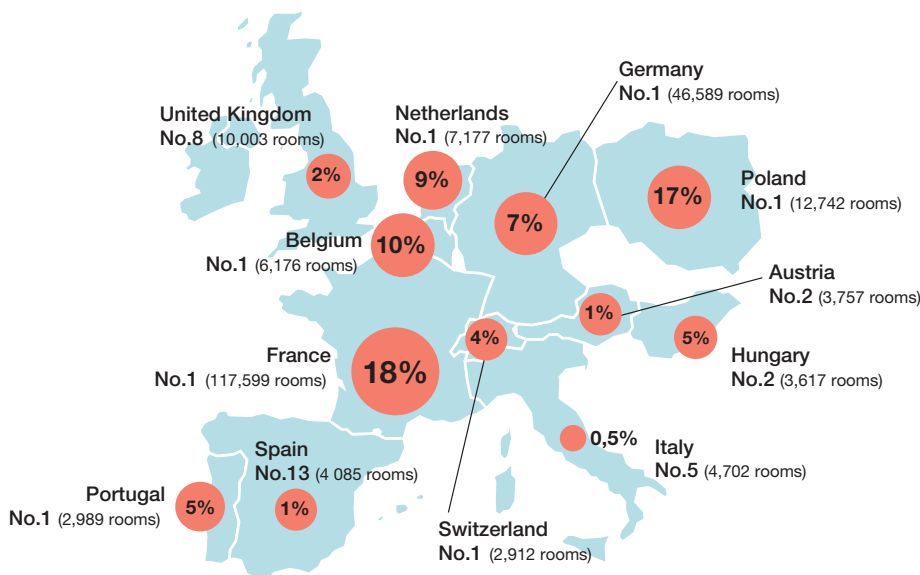 Germany
No.1 (46,589 rooms)
United Kingdom
No.8 (10,003 rooms)
2%
Netherlands
No.1 (7,177 rooms)
9%
7%
17%
Poland
No.1 (12,742 rooms)
Belgium
No.1 (6,176 rooms)
10%
Austria
No.2 (3,757 rooms)
1%
4%
5%
Hungary
No.2 (3,617 rooms)
France
No.1 (117,599 rooms)
18%
0,5%
Italy
No.5 (4,702 rooms)
Spain
No.13 (4 085 rooms)
1%
Portugal
No.1 (2,989 rooms)
5%
Switzerland
No.1 (2,912 rooms)